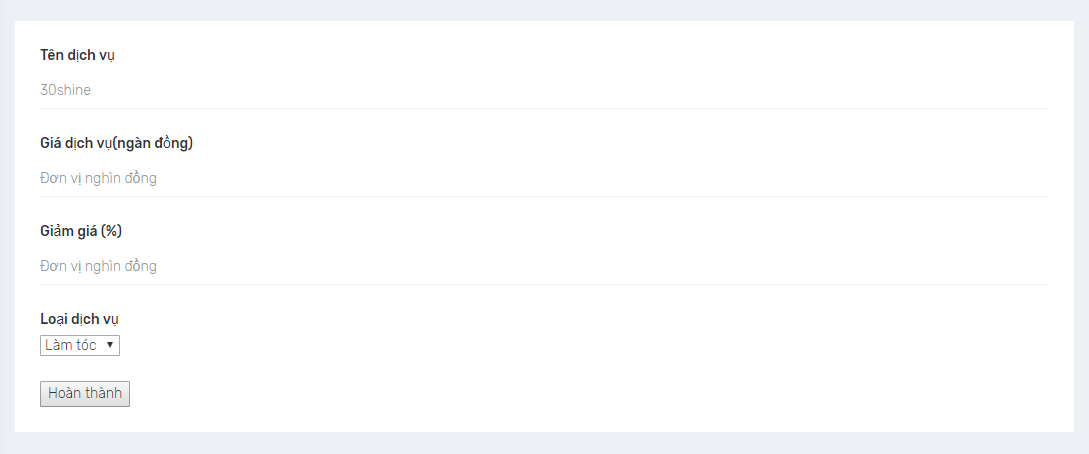 Tên dịch vụ
30shine
Giá dịch vụ(ngàn đồng)
Đơn vị nghìn đồng
Giảm giá (%)
Đơn vị nghìn đồng
Loại dịch vụ
Làm tóc
Hoàn thành